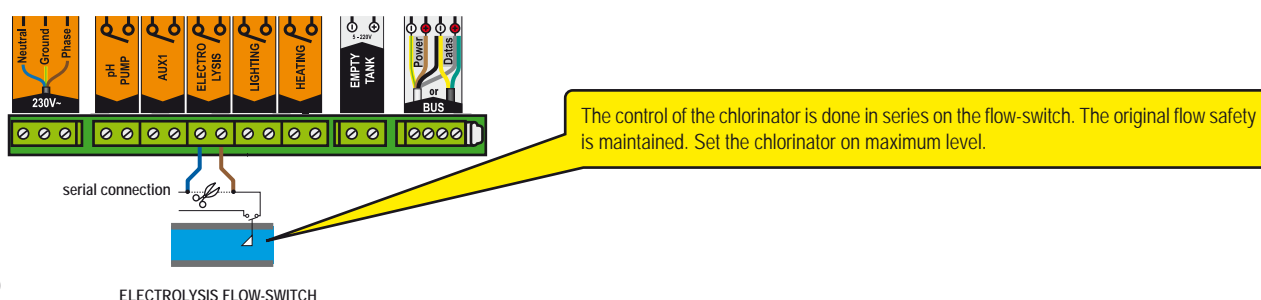 Neutral
Ground
Phase
230V~
pH
PUMP
AUX1
ELECTRO
LYSIS
LIGHTING
HEATING
5 - 220V
EMPTY
TANK
Power
Datas
or
BUS
The control of the chlorinator is done in series on the flow-switch. The original flow safety
is maintained. Set the chlorinator on maximum level.
serial connection
ELECTROLYSIS FLOW-SWITCH